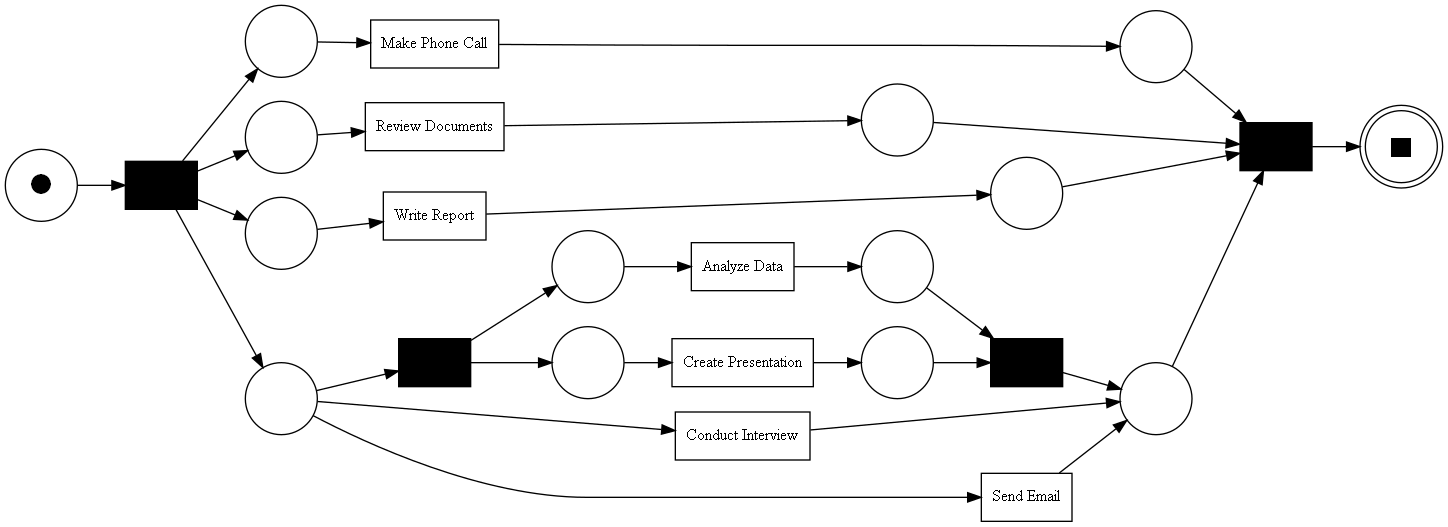 Make Phone Call
Review Documents
Write Report
Analyze Data
Create Presentation
Conduct Interview
Send Email